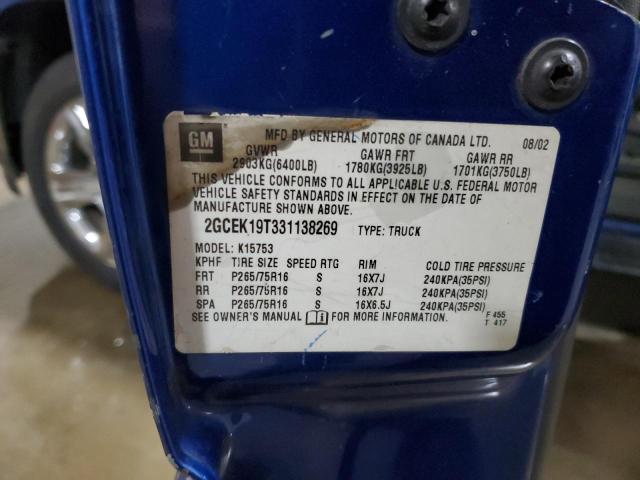 GM
MFD BY GENERAL MOTORS OF CANADA LTD. 08/02
GVWR GAWR FRT GAWR RR
2903KG(6400LB) 1780KG(3925LB) 1701KG(3750LB)
THIS VEHICLE CONFORMS TO ALL APPLICABLE U.S. FEDERAL MOTOR
VEHICLE SAFETY STANDARDS IN EFFECT ON THE DATE OF
MANUFACTURE SHOWN ABOVE.
2GCEK19T331138269 TYPE: TRUCK
MODEL: K15753
KPHF TIRE SIZE SPEED RTG RIM COLD TIRE PRESSURE
FRT P265/75R16 S 16X7J 240KPA(35PSI)
RR P265/75R16 S 16X7J 240KPA(35PSI)
SPA P265/75R16 S 16X6.5J 240KPA(35PSI)
SEE OWNER'S MANUAL FOR MORE INFORMATION. F 455
T 417